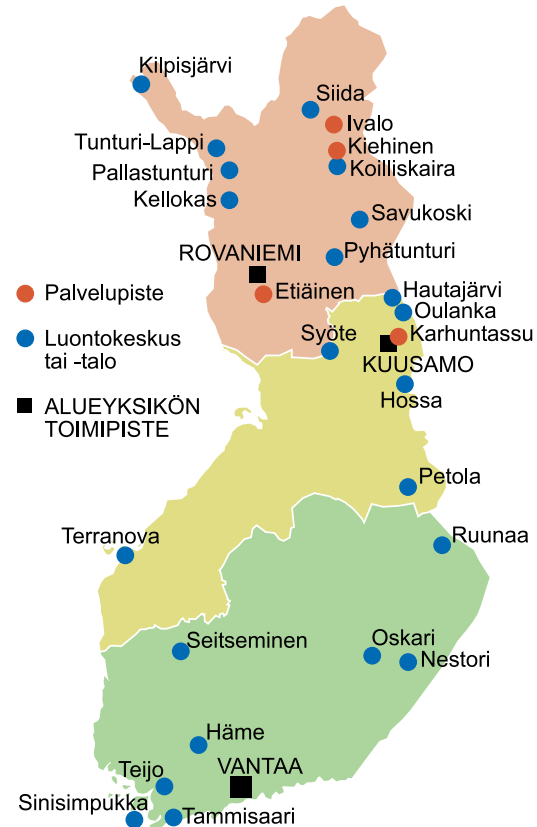 Kilpisjärvi
Siida
Ivalo
Tunturi-Lappi
Kiehinen
Pallastunturi
Koilliskaira
Kellokas
Savukoski
ROVANIEMI
Pyhätunturi
Palvelupiste
Etiäinen
Hautajärvi
Oulanka
Luontokeskus
tai -talo
Syöte
Karhuntassu
KUUSAMO
Hossa
ALUEYKSIKÖN
TOIMIPISTE
Petola
Terranova
Ruunaa
Seitseminen
Oskari
Nestori
Häme
Teijo
VANTAA
Sinisimpukka
Tammisaari